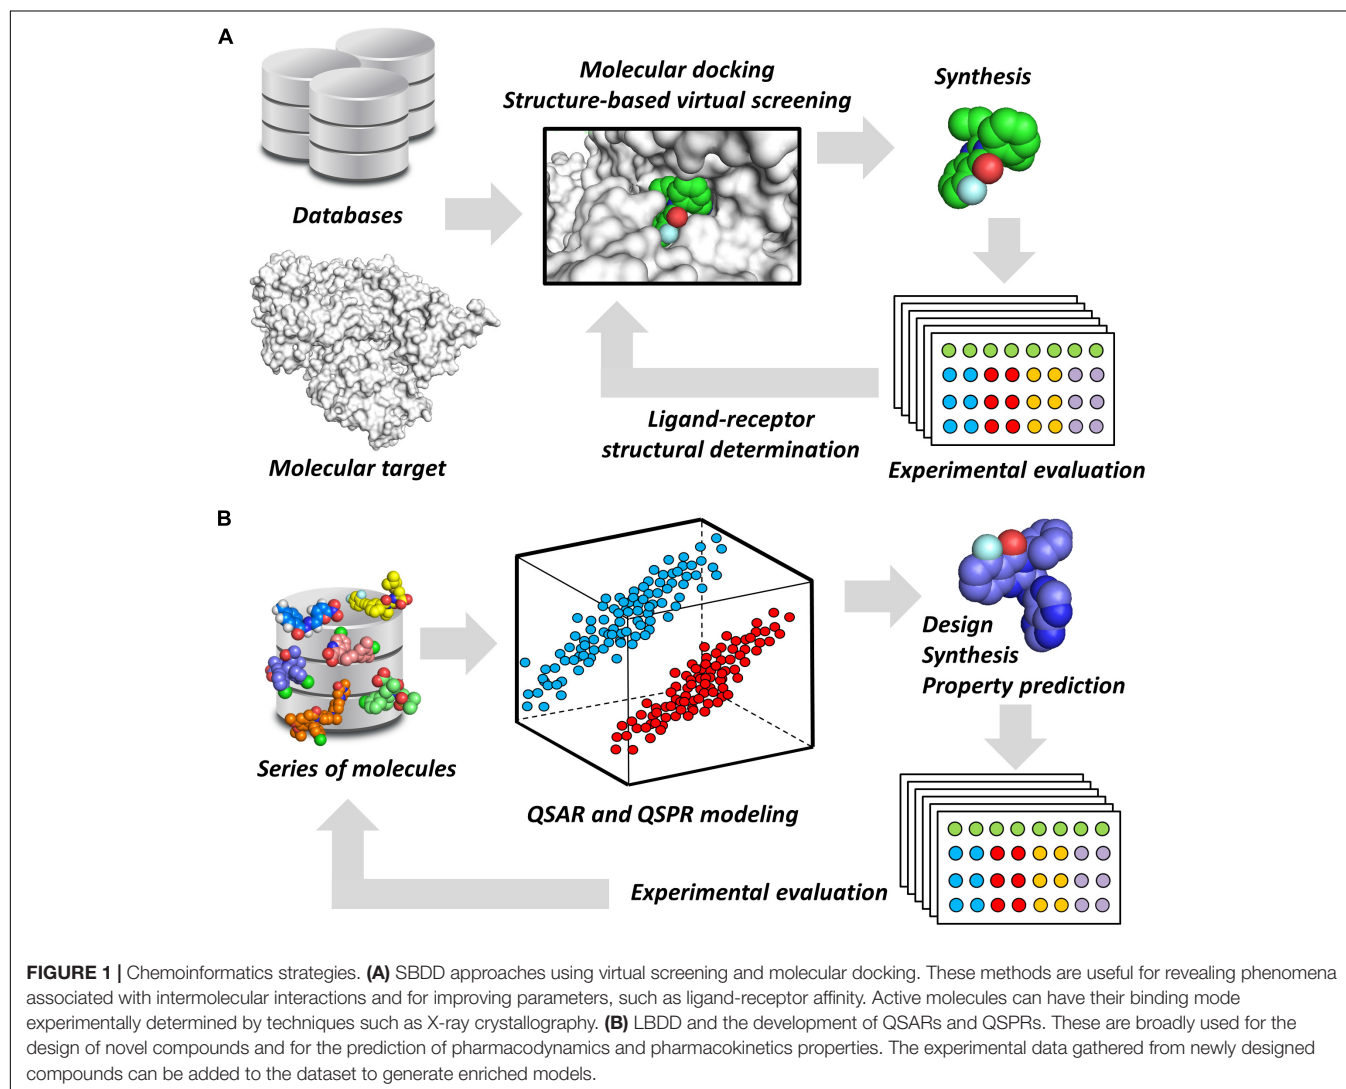 A
Databases
Molecular target
Molecular docking
Structure-based virtual screening
Synthesis
Ligand-receptor
structural determination
Experimental evaluation
B
Series of molecules
QSAR and QSPR modeling
Design
Synthesis
Property prediction
Experimental evaluation
FIGURE 1 | Chemoinformatics strategies. (A) SBDD approaches using virtual screening and molecular docking. These methods are useful for revealing phenomena
associated with intermolecular interactions and for improving parameters, such as ligand-receptor affinity. Active molecules can have their binding mode
experimentally determined by techniques such as X-ray crystallography. (B) LBDD and the development of QSARs and QSPRs. These are broadly used for the
design of novel compounds and for the prediction of pharmacodynamics and pharmacokinetics properties. The experimental data gathered from newly designed
compounds can be added to the dataset to generate enriched models.